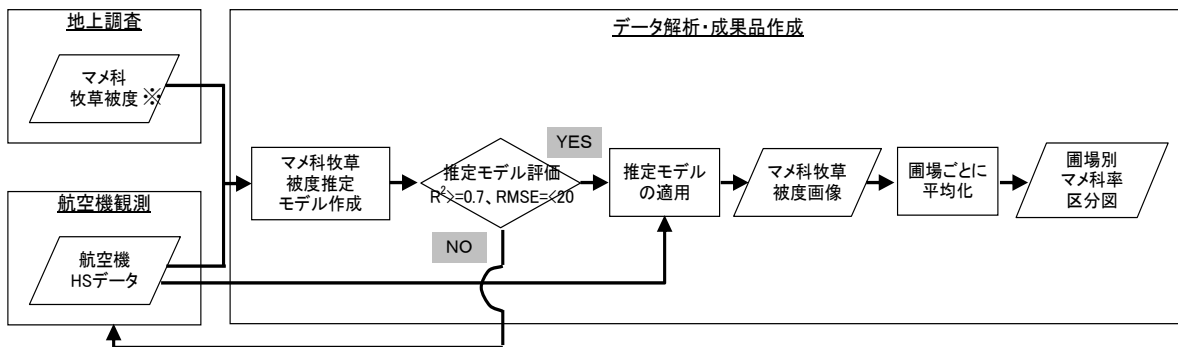 地上調査
マメ科
牧草被度※
航空機観測
航空機
HSデータ
データ解析・成果品作成
マメ科牧草
被度推定
モデル作成
推定モデル評価
R²>=0.7、RMSE=<20
YES
NO
推定モデル
の適用
マメ科牧草
被度画像
圃場ごとに
平均化
圃場別
マメ科率
区分図